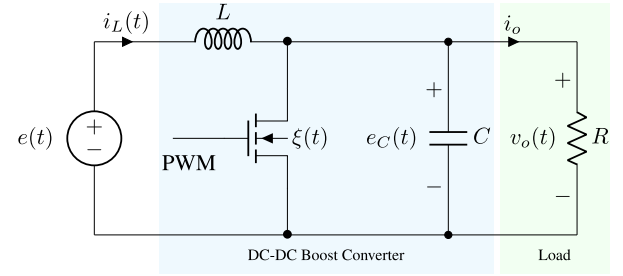 i_L(t)
L
i_o
+
e(t)
+
−
PWM
ξ(t)
+
e_C(t)
C
−
+
v_o(t)
R
−
DC-DC Boost Converter
Load